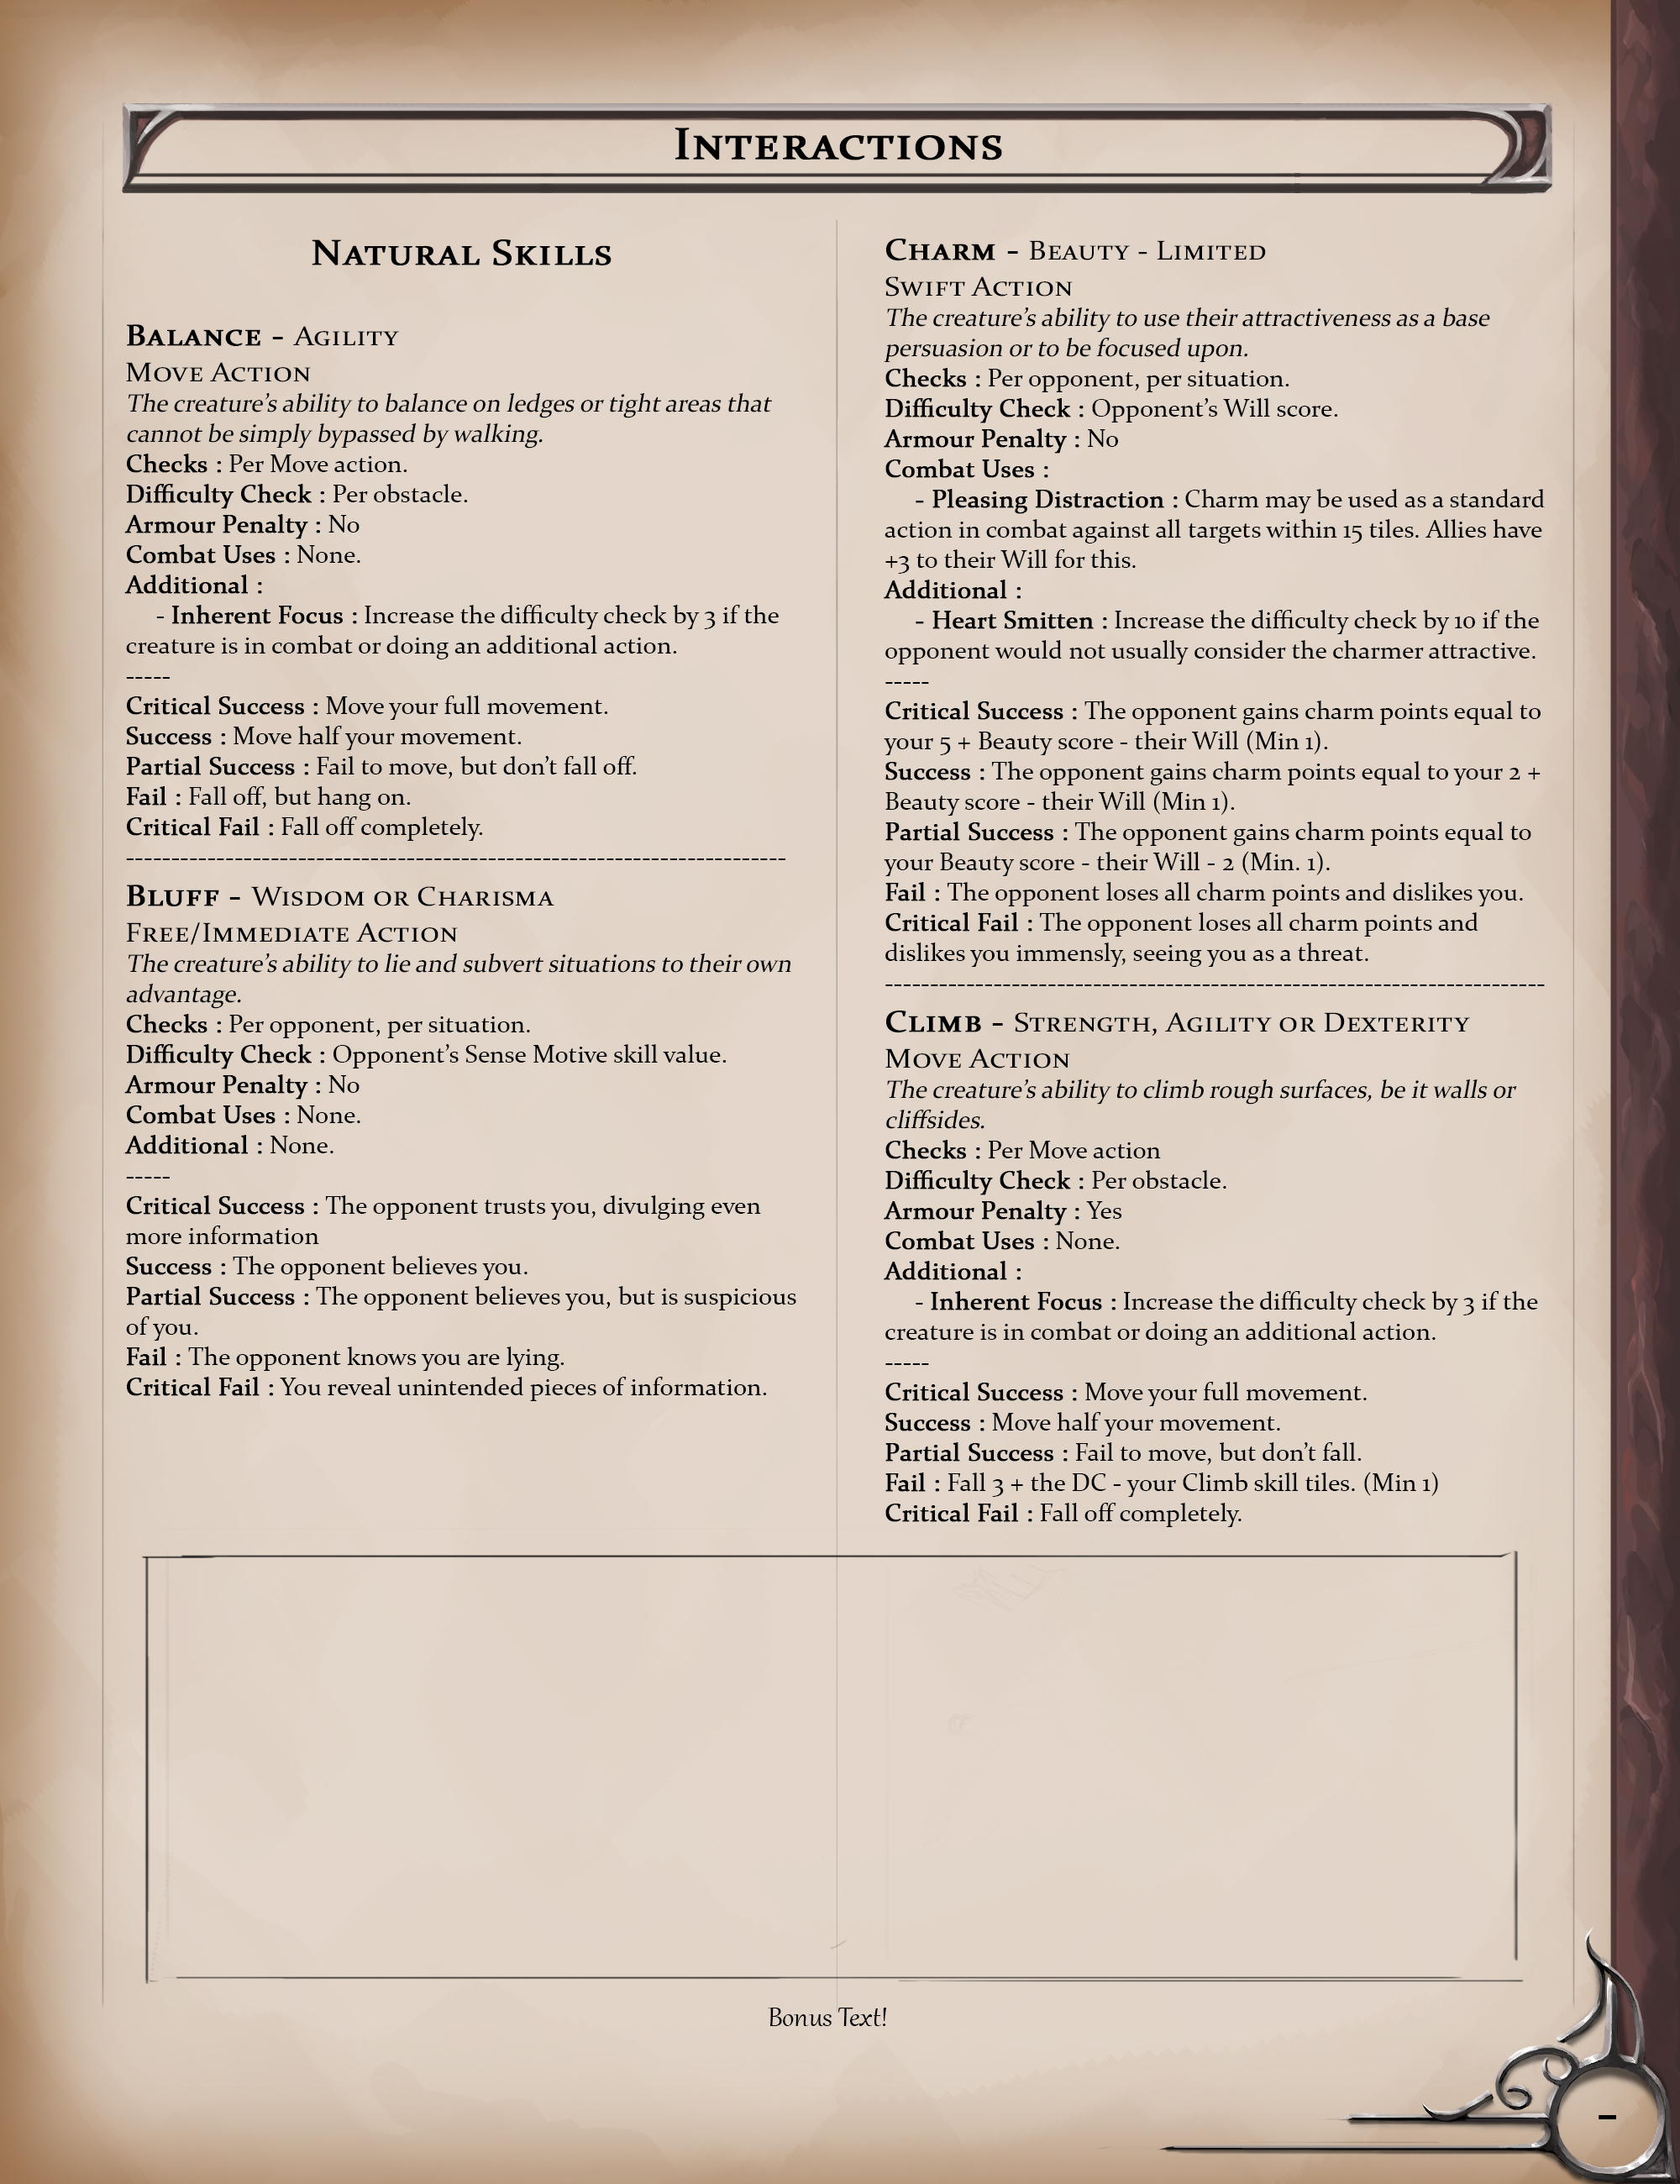 Interactions
Natural Skills
Balance - Agility
Move Action
The creature's ability to balance on ledges or tight areas that
cannot be simply bypassed by walking.
Checks : Per Move action.
Difficulty Check : Per obstacle.
Armour Penalty : No
Combat Uses : None.
Additional :
- Inherent Focus : Increase the difficulty check by 3 if the
creature is in combat or doing an additional action.
-----
Critical Success : Move your full movement.
Success : Move half your movement.
Partial Success : Fail to move, but don't fall off.
Fail : Fall off, but hang on.
Critical Fail : Fall off completely.
-------------------------------------------------------------------------
Bluff - Wisdom or Charisma
Free/Immediate Action
The creature's ability to lie and subvert situations to their own
advantage.
Checks : Per opponent, per situation.
Difficulty Check : Opponent's Sense Motive skill value.
Armour Penalty : No
Combat Uses : None.
Additional : None.
-----
Critical Success : The opponent trusts you, divulging even
more information
Success : The opponent believes you.
Partial Success : The opponent believes you, but is suspicious
of you.
Fail : The opponent knows you are lying.
Critical Fail : You reveal unintended pieces of information.
Charm - Beauty - Limited
Swift Action
The creature's ability to use their attractiveness as a base
persuasion or to be focused upon.
Checks : Per opponent, per situation.
Difficulty Check : Opponent's Will score.
Armour Penalty : No
Combat Uses :
- Pleasing Distraction : Charm may be used as a standard
action in combat against all targets within 15 tiles. Allies have
+3 to their Will for this.
Additional :
- Heart Smitten : Increase the difficulty check by 10 if the
opponent would not usually consider the charmer attractive.
-----
Critical Success : The opponent gains charm points equal to
your 5 + Beauty score - their Will (Min 1).
Success : The opponent gains charm points equal to your 2 +
Beauty score - their Will (Min 1).
Partial Success : The opponent gains charm points equal to
your Beauty score - their Will - 2 (Min. 1).
Fail : The opponent loses all charm points and dislikes you.
Critical Fail : The opponent loses all charm points and
dislikes you immensely, seeing you as a threat.
-------------------------------------------------------------------------
Climb - Strength, Agility or Dexterity
Move Action
The creature's ability to climb rough surfaces, be it walls or
cliffsides.
Checks : Per Move action
Difficulty Check : Per obstacle.
Armour Penalty : Yes
Combat Uses : None.
Additional :
- Inherent Focus : Increase the difficulty check by 3 if the
creature is in combat or doing an additional action.
-----
Critical Success : Move your full movement.
Success : Move half your movement.
Partial Success : Fail to move, but don't fall.
Fail : Fall 3 + the DC - your Climb skill tiles. (Min 1)
Critical Fail : Fall off completely.
Bonus Text!
-